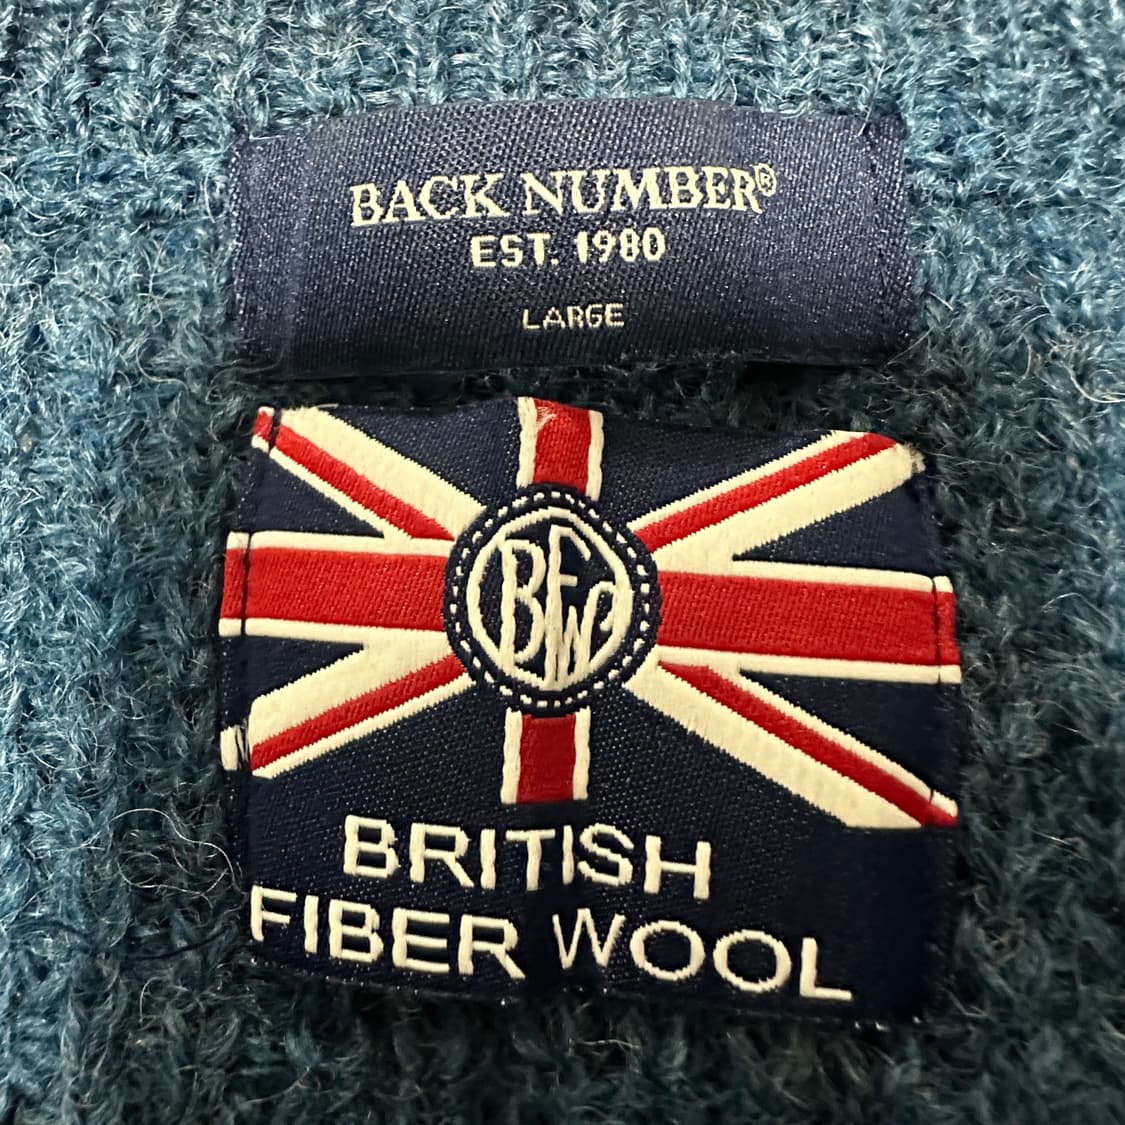 BACK NUMBER®
EST. 1980
LARGE
BFW
BRITISH
FIBER WOOL